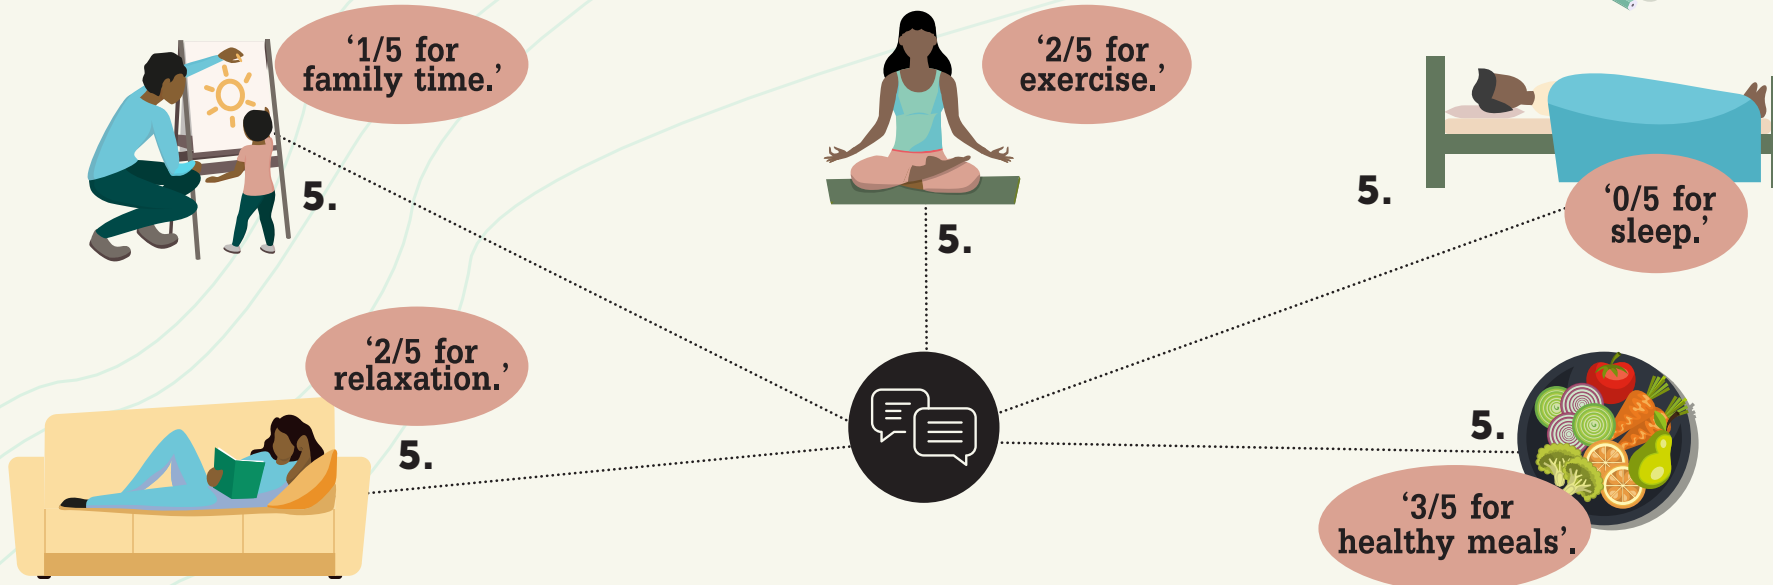 ‘1/5 for
family time.’
5.
‘2/5 for
exercise.’
5.
5.
‘0/5 for
sleep.’
‘2/5 for
relaxation.’
5.
5.
‘3/5 for
healthy meals’.